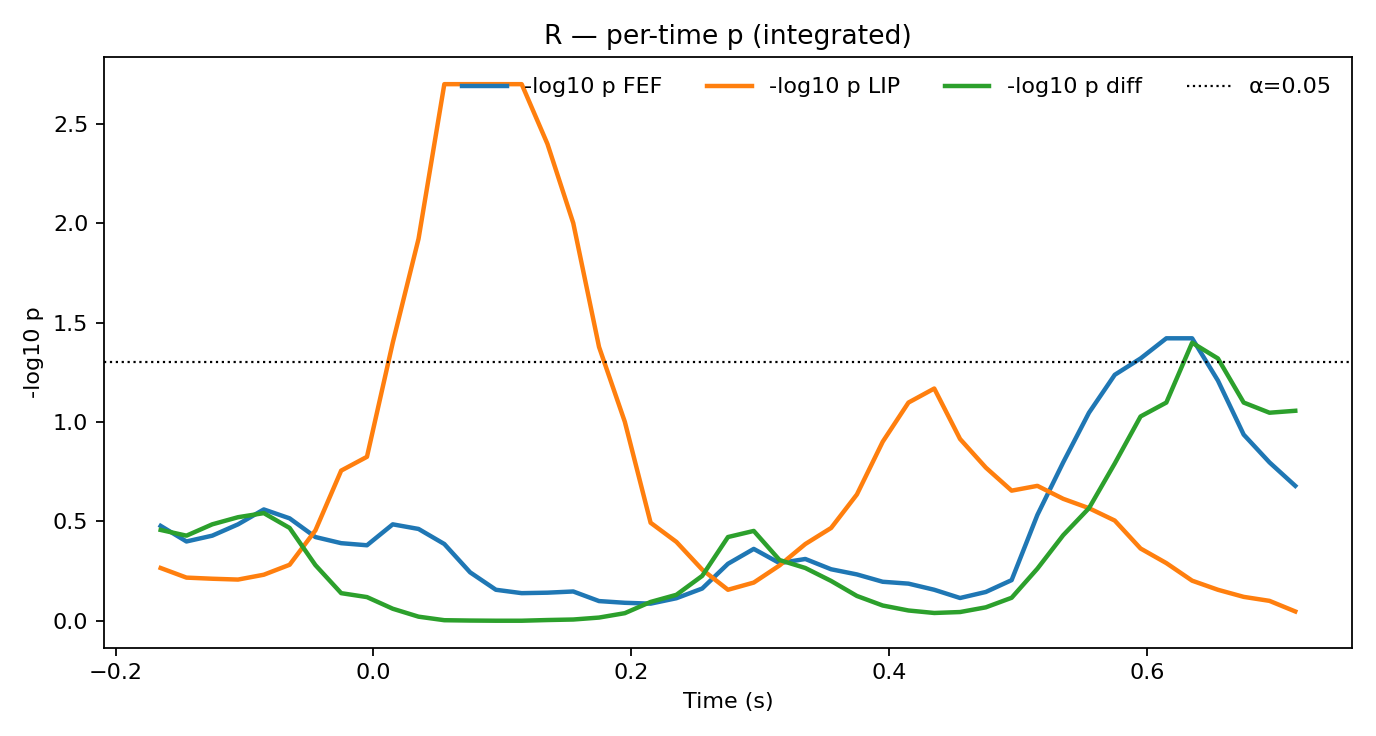 R — per-time p (integrated)
-log10 p FEF
-log10 p LIP
-log10 p diff
α=0.05
-log10 p
2.5
2.0
1.5
1.0
0.5
0.0
−0.2
0.0
0.2
0.4
0.6
Time (s)